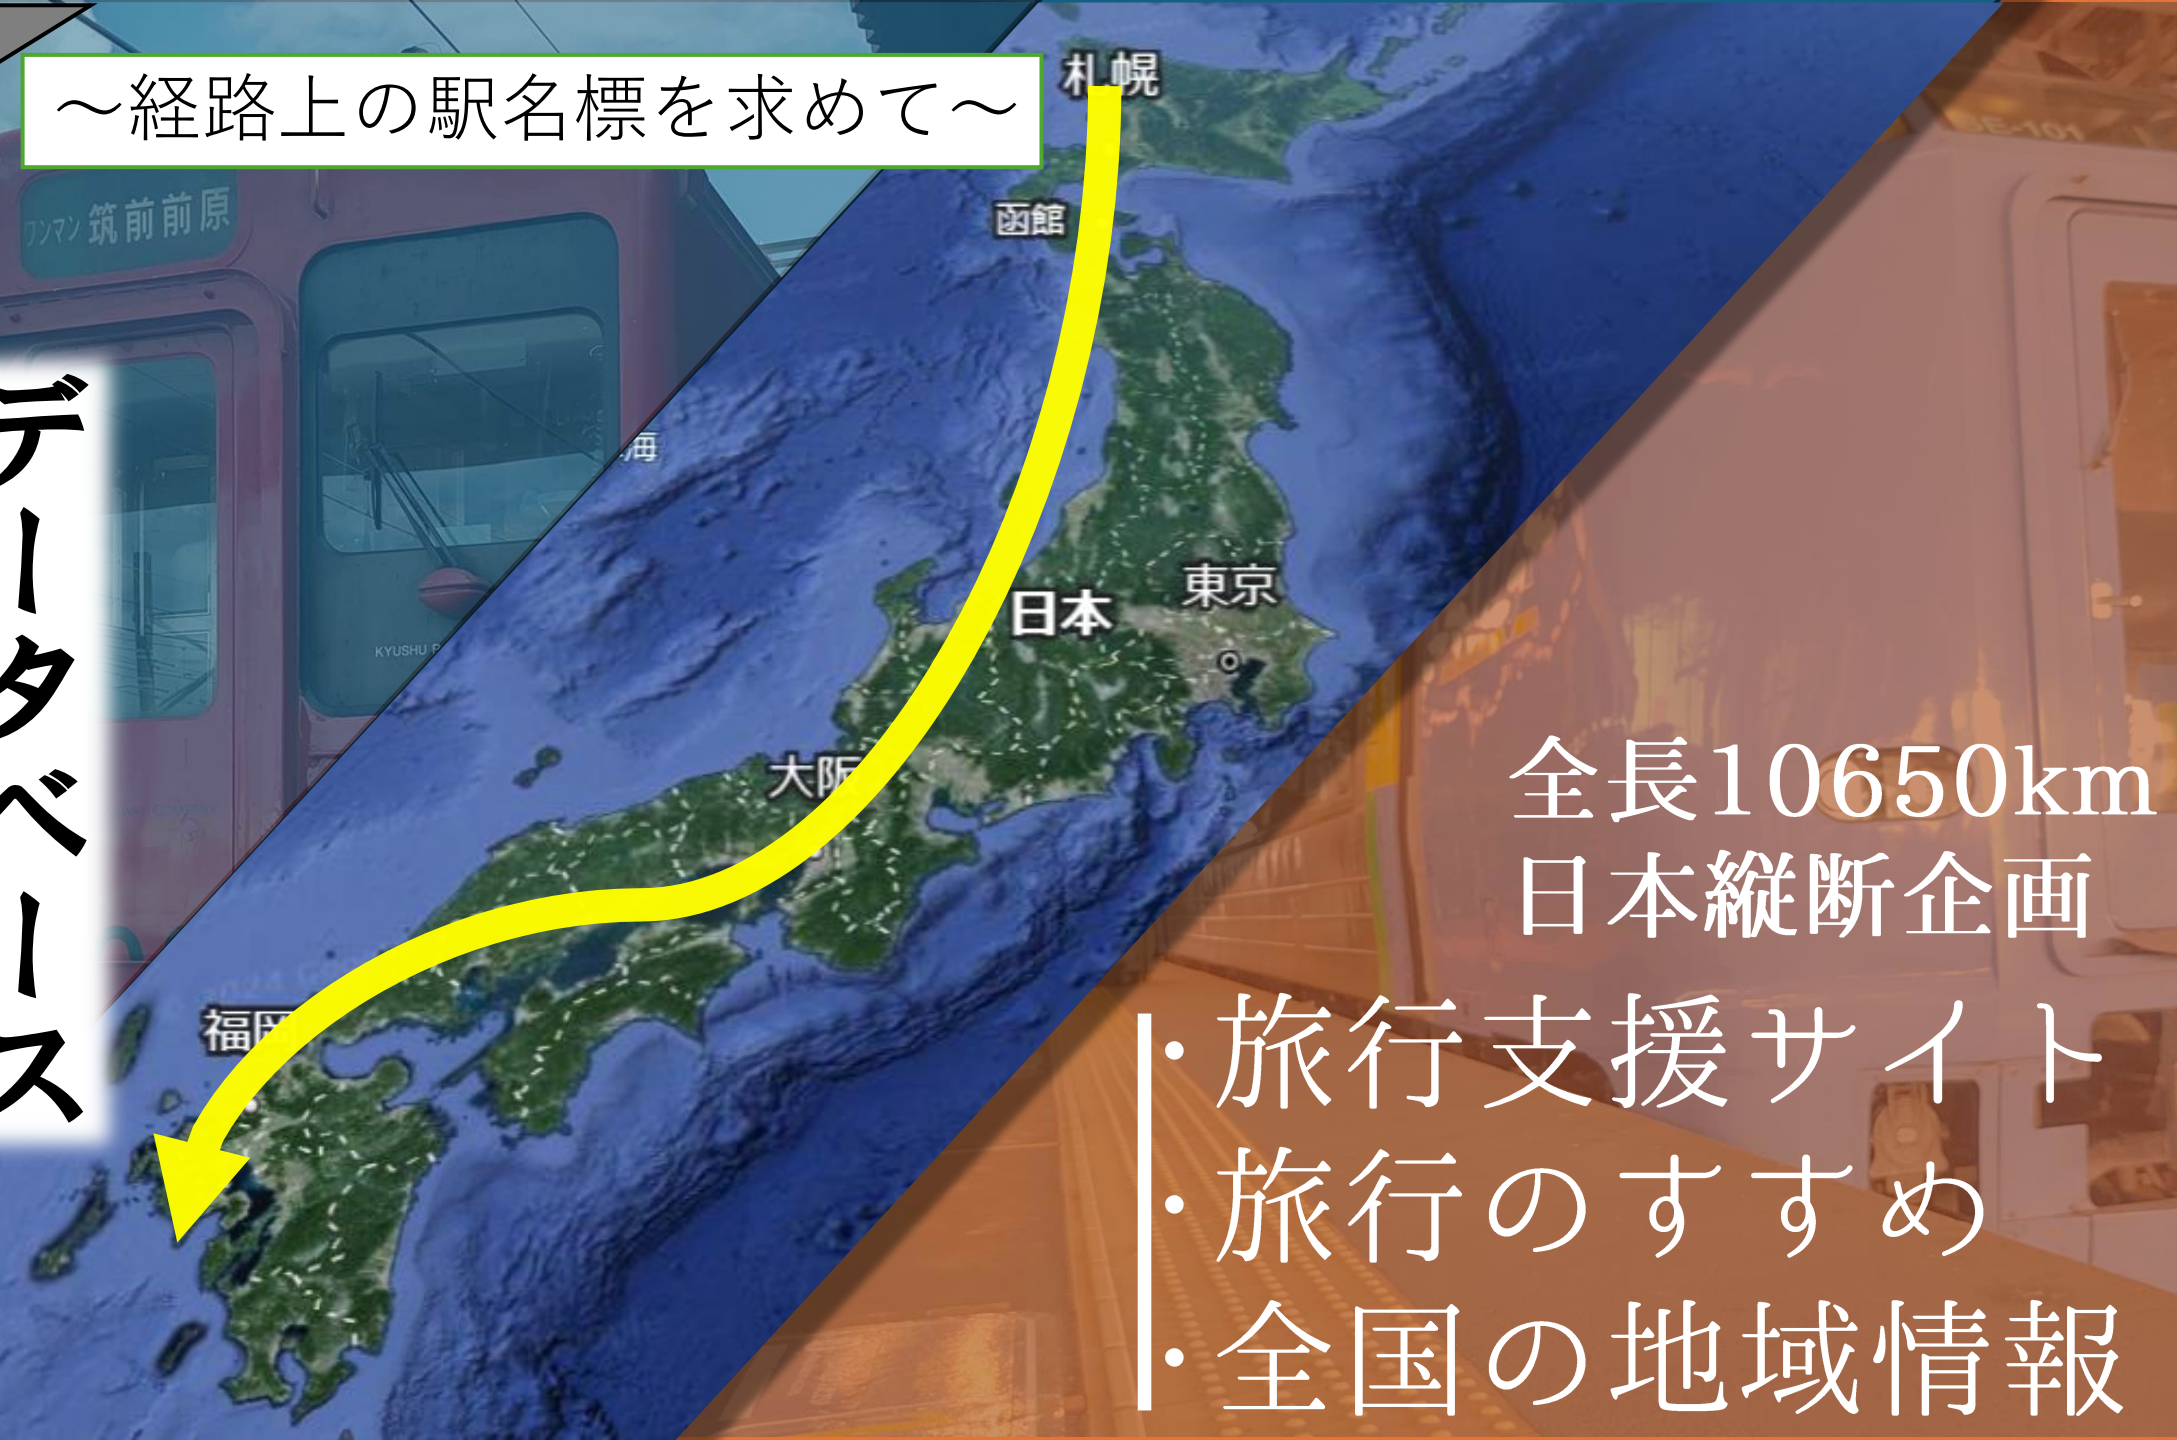 ～経路上の駅名標を求めて～
ワンマン 筑前前原
KYUSHU
データベース
札幌
函館
海
日本
東京
大阪
福岡
全長10650km
日本縦断企画
・旅行支援サイト
・旅行のすすめ
・全国の地域情報